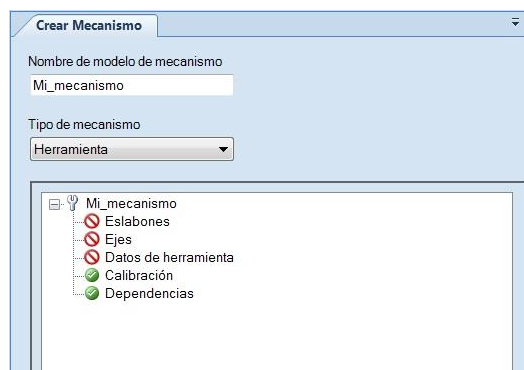 Crear Mecanismo
Nombre de modelo de mecanismo
Mi_mecanismo
Tipo de mecanismo
Herramienta
Mi_mecanismo
Eslabones
Ejes
Datos de herramienta
Calibración
Dependencias